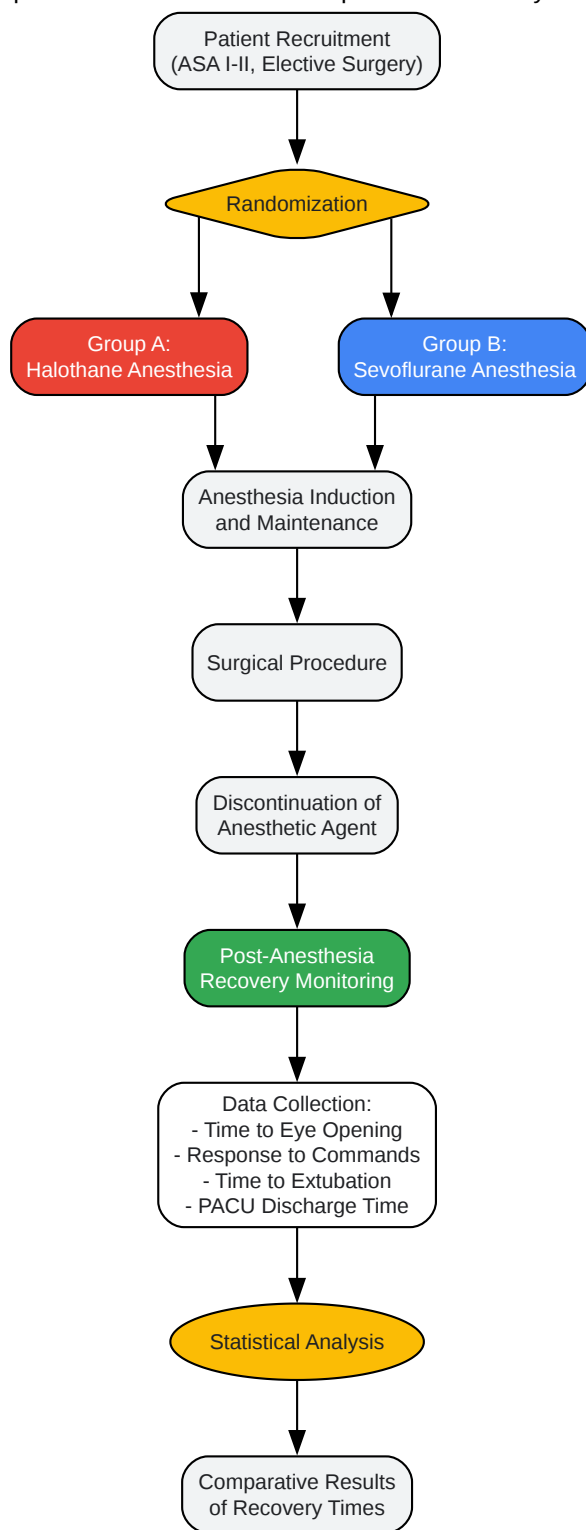 Patient Recruitment
(ASA I-II, Elective Surgery)
Randomization
Group A:
Halothane Anesthesia
Group B:
Sevoflurane Anesthesia
Anesthesia Induction
and Maintenance
Surgical Procedure
Discontinuation of
Anesthetic Agent
Post-Anesthesia
Recovery Monitoring
Data Collection:
- Time to Eye Opening
- Response to Commands
- Time to Extubation
- PACU Discharge Time
Statistical Analysis
Comparative Results
of Recovery Times